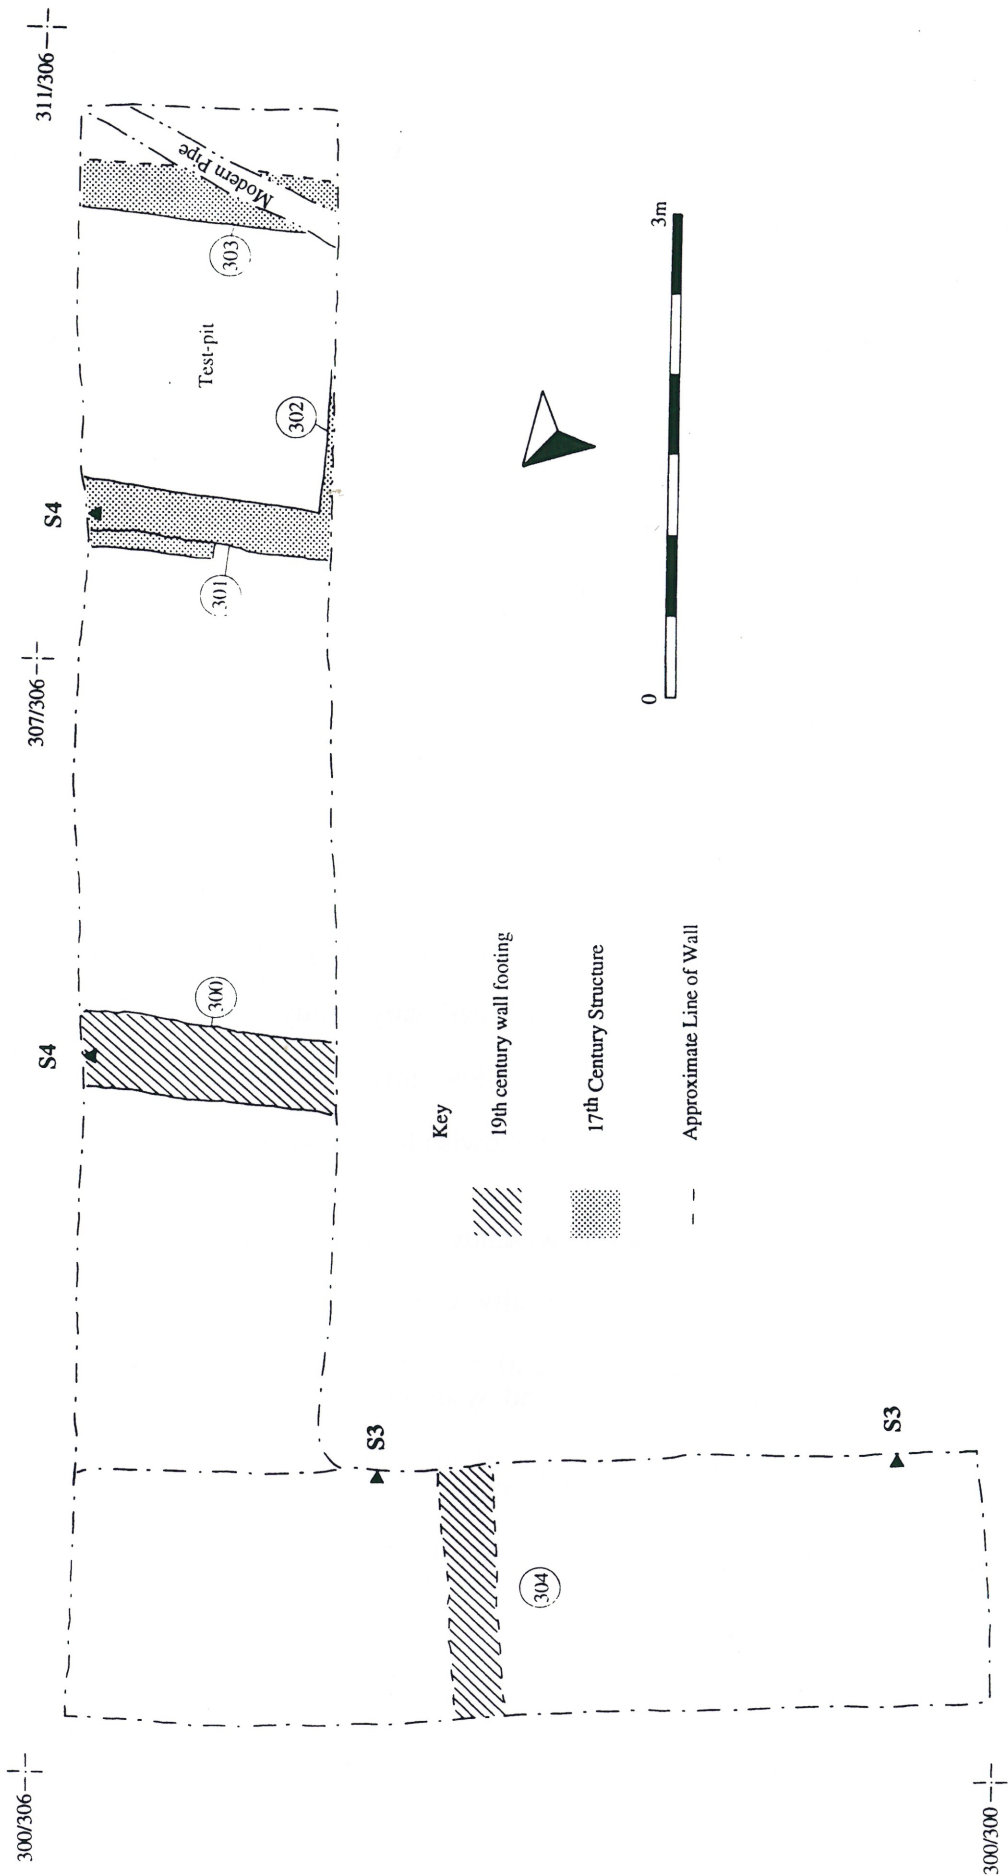 300/306
307/306
311/306
S4
S4
300
301
302
303
Test-pit
Modern Pipe
S3
S3
304
300/300
Key
19th century wall footing
17th Century Structure
Approximate Line of Wall
0
3m